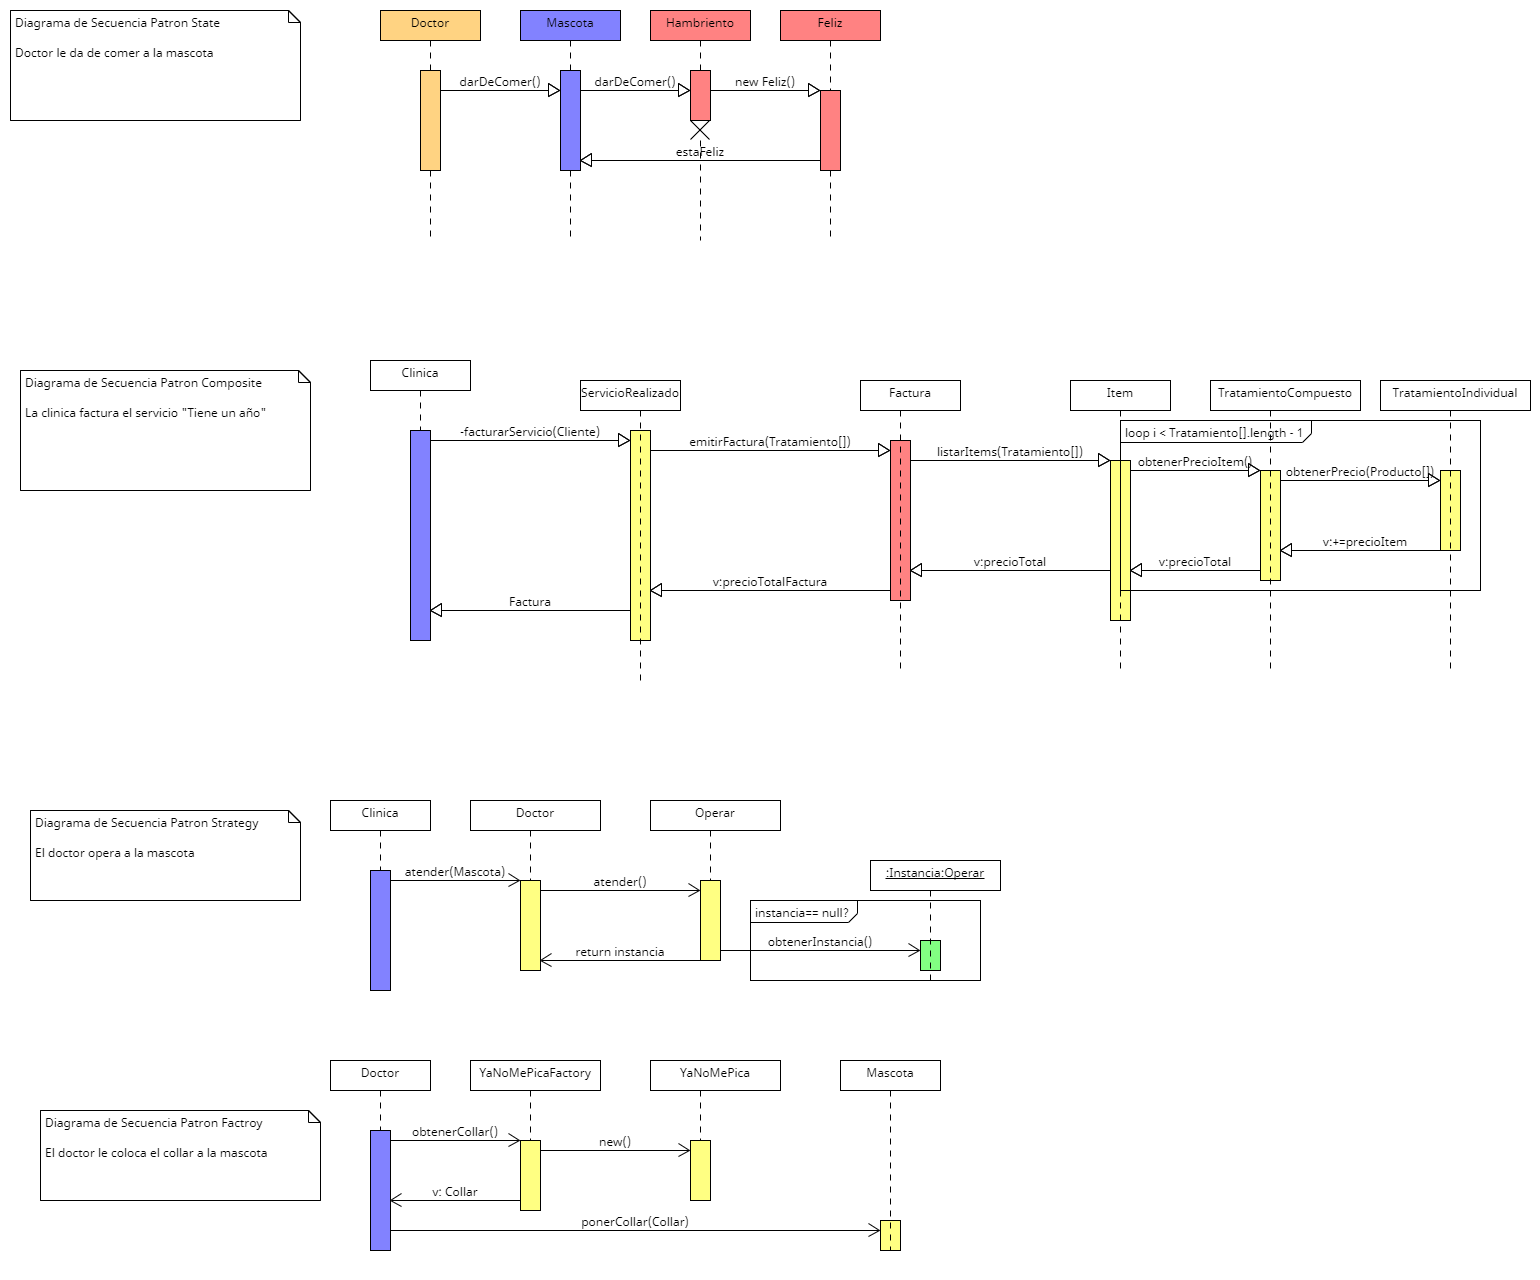 Diagrama de Secuencia Patron State
Doctor le da de comer a la mascota
Doctor
Mascota
Hambriento
Feliz
darDeComer()
darDeComer()
new Feliz()
estaFeliz
Diagrama de Secuencia Patron Composite
La clinica factura el servicio "Tiene un año"
Clinica
ServicioRealizado
Factura
Item
TratamientoCompuesto
TratamientoIndividual
loop i < Tratamiento[].length - 1
-facturarServicio(Cliente)
emitirFactura(Tratamiento[])
listarItems(Tratamiento[])
obtenerPrecioItem()
obtenerPrecio(Producto[])
v:+=precioItem
v:precioTotal
v:precioTotal
v:precioTotalFactura
Factura
Diagrama de Secuencia Patron Strategy
El doctor opera a la mascota
Clinica
Doctor
Operar
:Instancia:Operar
atender(Mascota)
atender()
instancia== null?
obtenerInstancia()
return instancia
Diagrama de Secuencia Patron Factroy
El doctor le coloca el collar a la mascota
Doctor
YaNoMePicaFactory
YaNoMePica
Mascota
obtenerCollar()
new()
v: Collar
ponerCollar(Collar)